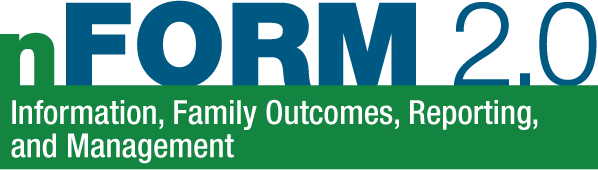 nFORM 2.0
Information, Family Outcomes, Reporting,
and Management